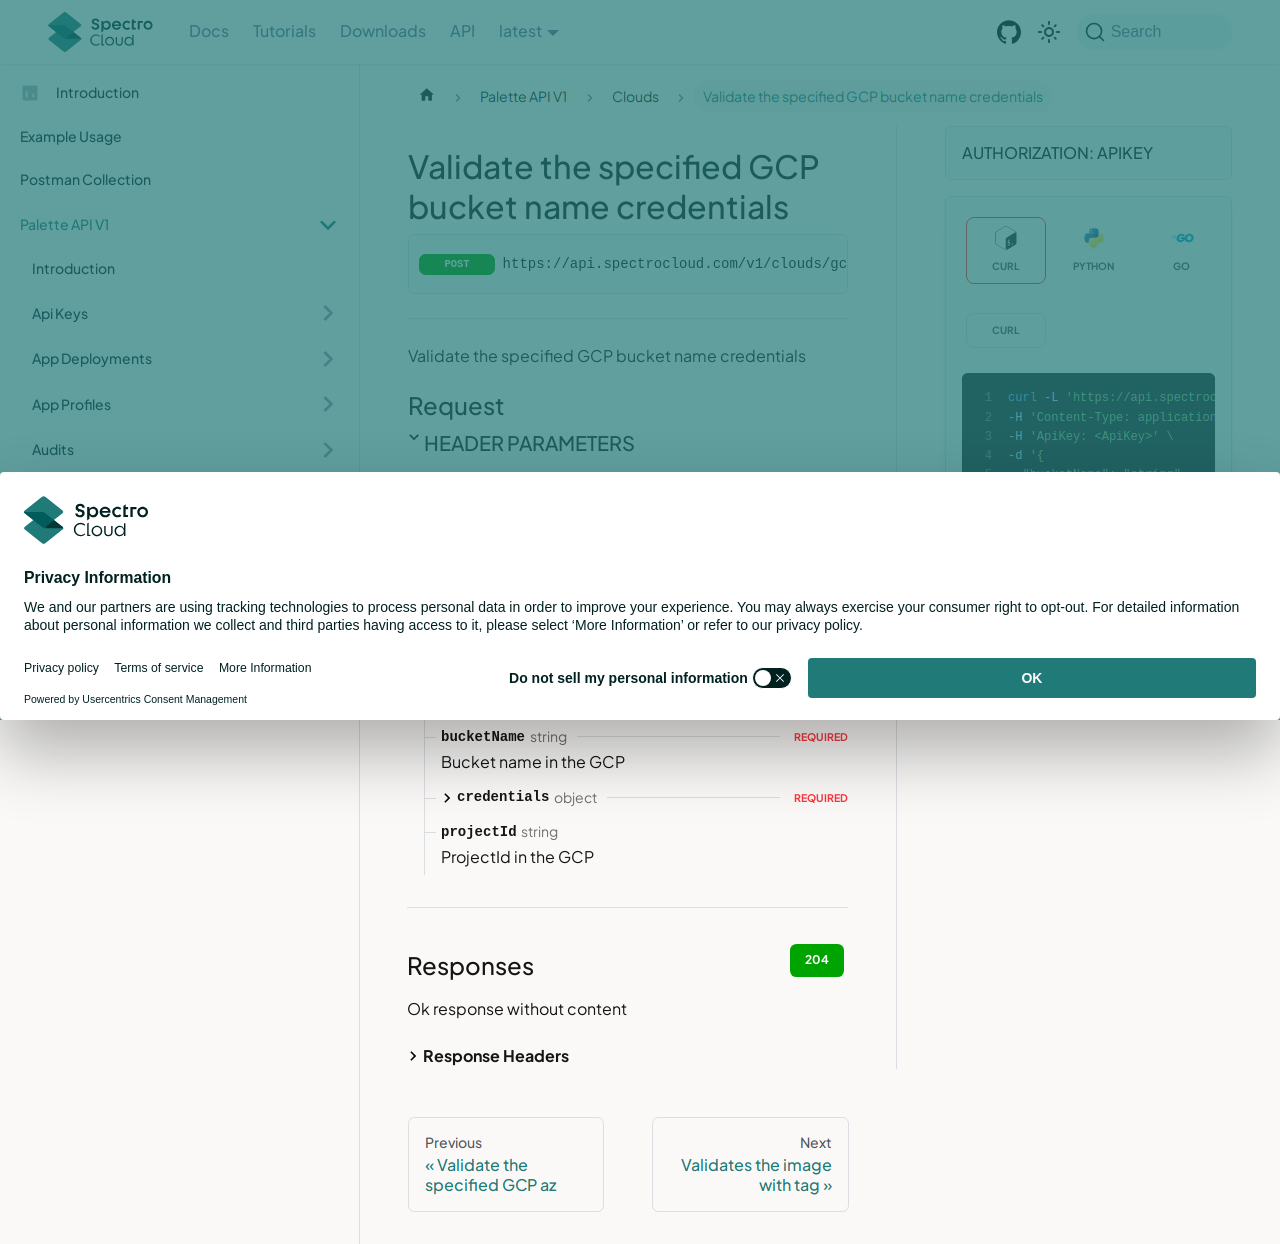 Spectro Cloud
Docs
Tutorials
Downloads
API
latest
Search
Introduction
Example Usage
Postman Collection
Palette API V1
Introduction
Api Keys
App Deployments
App Profiles
Audits
Palette API V1
Clouds
Validate the specified GCP bucket name credentials
Validate the specified GCP
bucket name credentials
POST https://api.spectrocloud.com/v1/clouds/gc
Validate the specified GCP bucket name credentials
Request
HEADER PARAMETERS
AUTHORIZATION: APIKEY
CURL
PYTHON
GO
CURL
1 curl -L 'https://api.spectroc
2 -H 'Content-Type: application
3 -H 'ApiKey: <ApiKey>' \
4 -d '{
Spectro
Cloud
Privacy Information
We and our partners are using tracking technologies to process personal data in order to improve your experience. You may always exercise your consumer right to opt-out. For detailed information
about personal information we collect and third parties having access to it, please select ‘More Information’ or refer to our privacy policy.
Privacy policy
Terms of service
More Information
Powered by Usercentrics Consent Management
Do not sell my personal information
OK
bucketName string REQUIRED
Bucket name in the GCP
credentials object REQUIRED
projectId string
ProjectId in the GCP
Responses
204
Ok response without content
Response Headers
Previous
« Validate the
specified GCP az
Next
Validates the image
with tag »